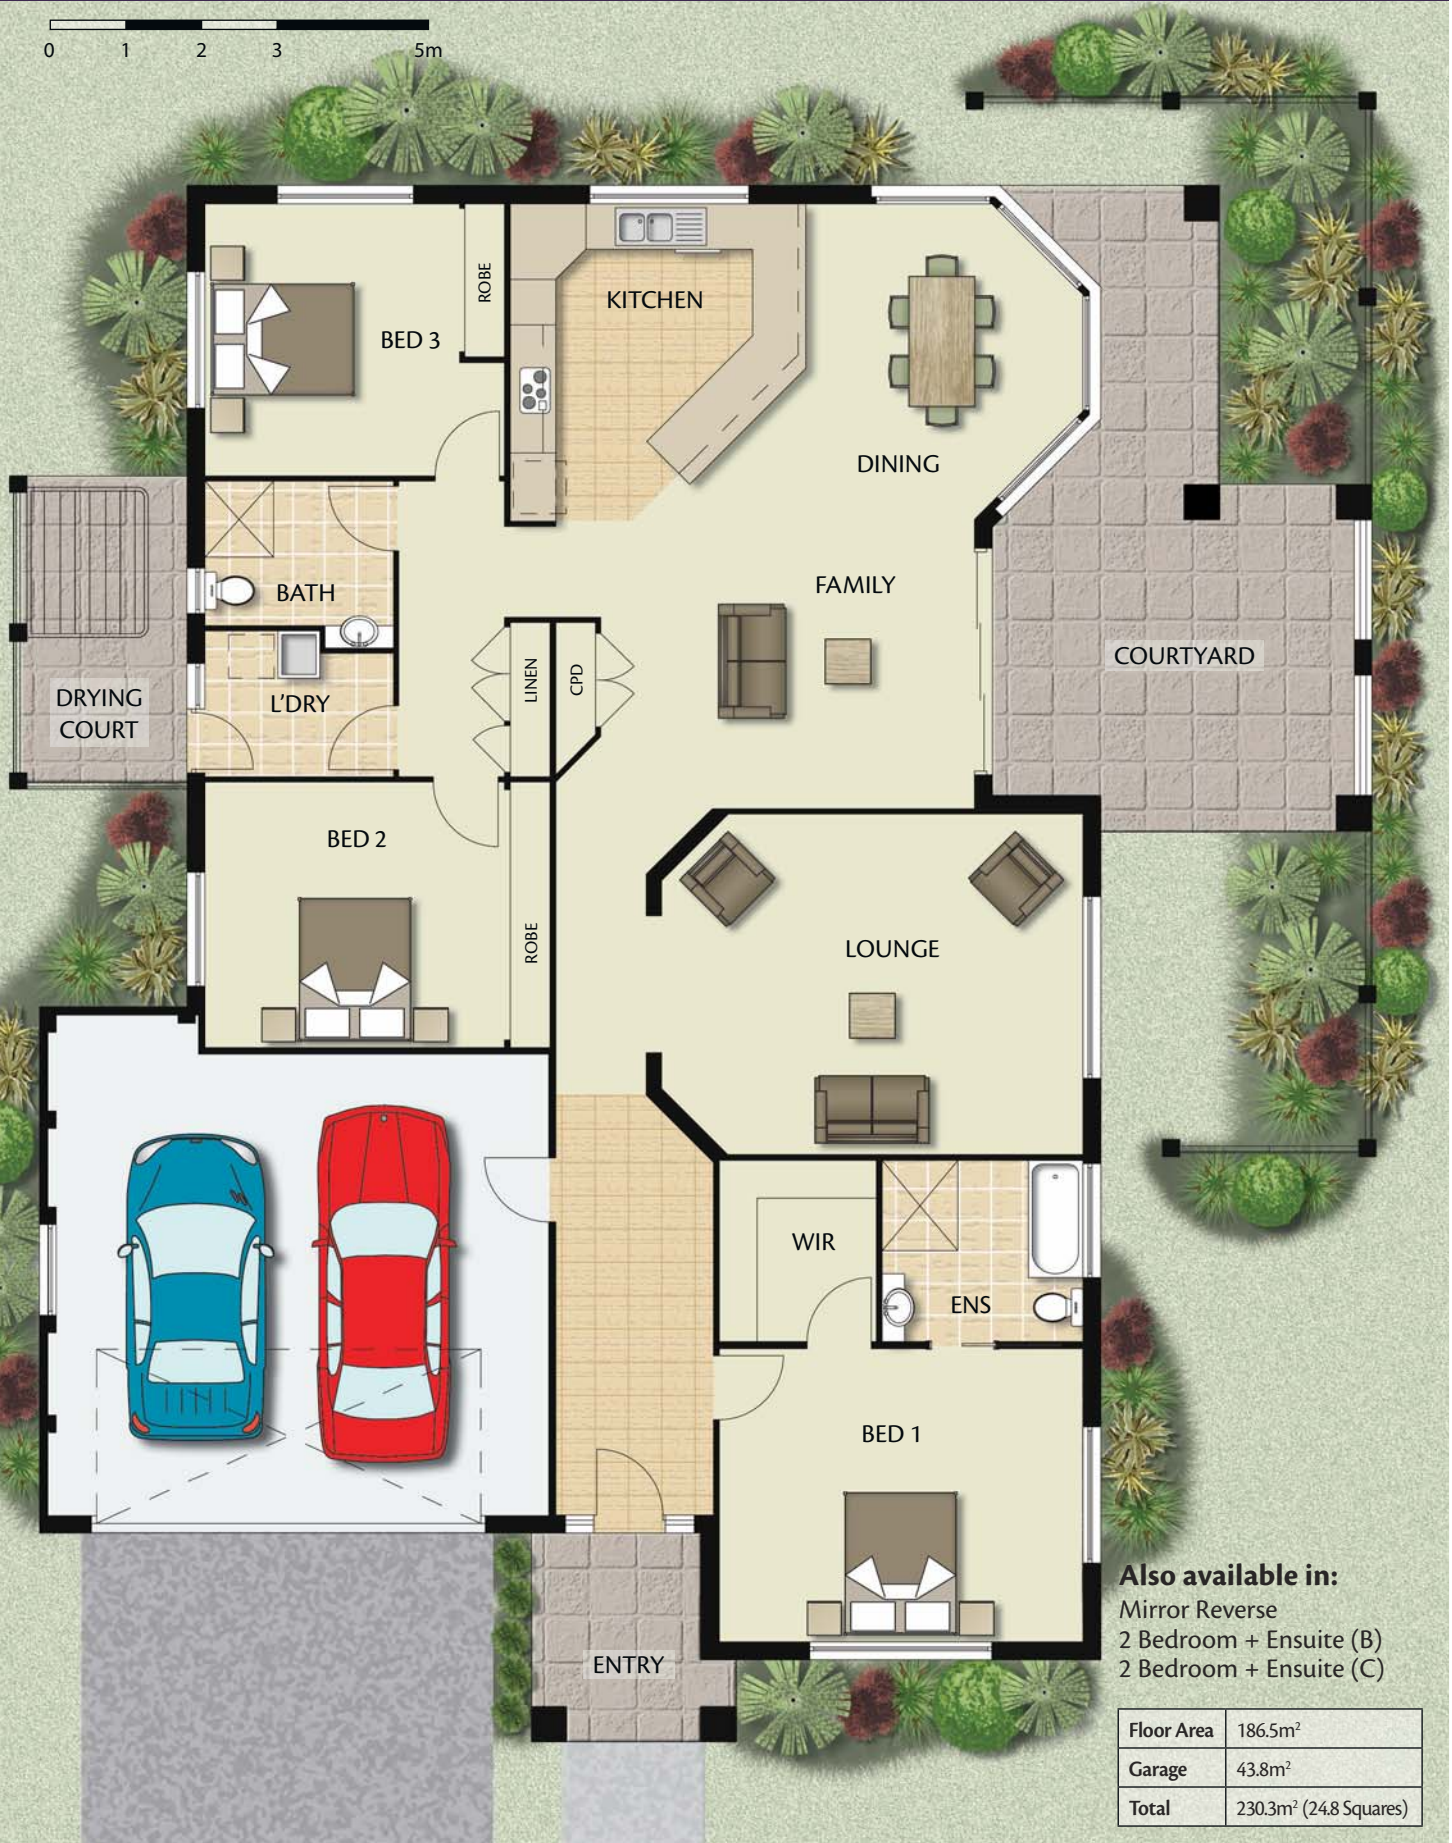 0 1 2 3 5m
ROBE
KITCHEN
BED 3
DINING
BATH
FAMILY
LINEN
CPD
COURTYARD
DRYING
COURT
L'DRY
BED 2
ROBE
LOUNGE
WIR
ENS
BED 1
ENTRY
Also available in:
Mirror Reverse
2 Bedroom + Ensuite (B)
2 Bedroom + Ensuite (C)
Floor Area 186.5m²
Garage 43.8m²
Total 230.3m² (24.8 Squares)